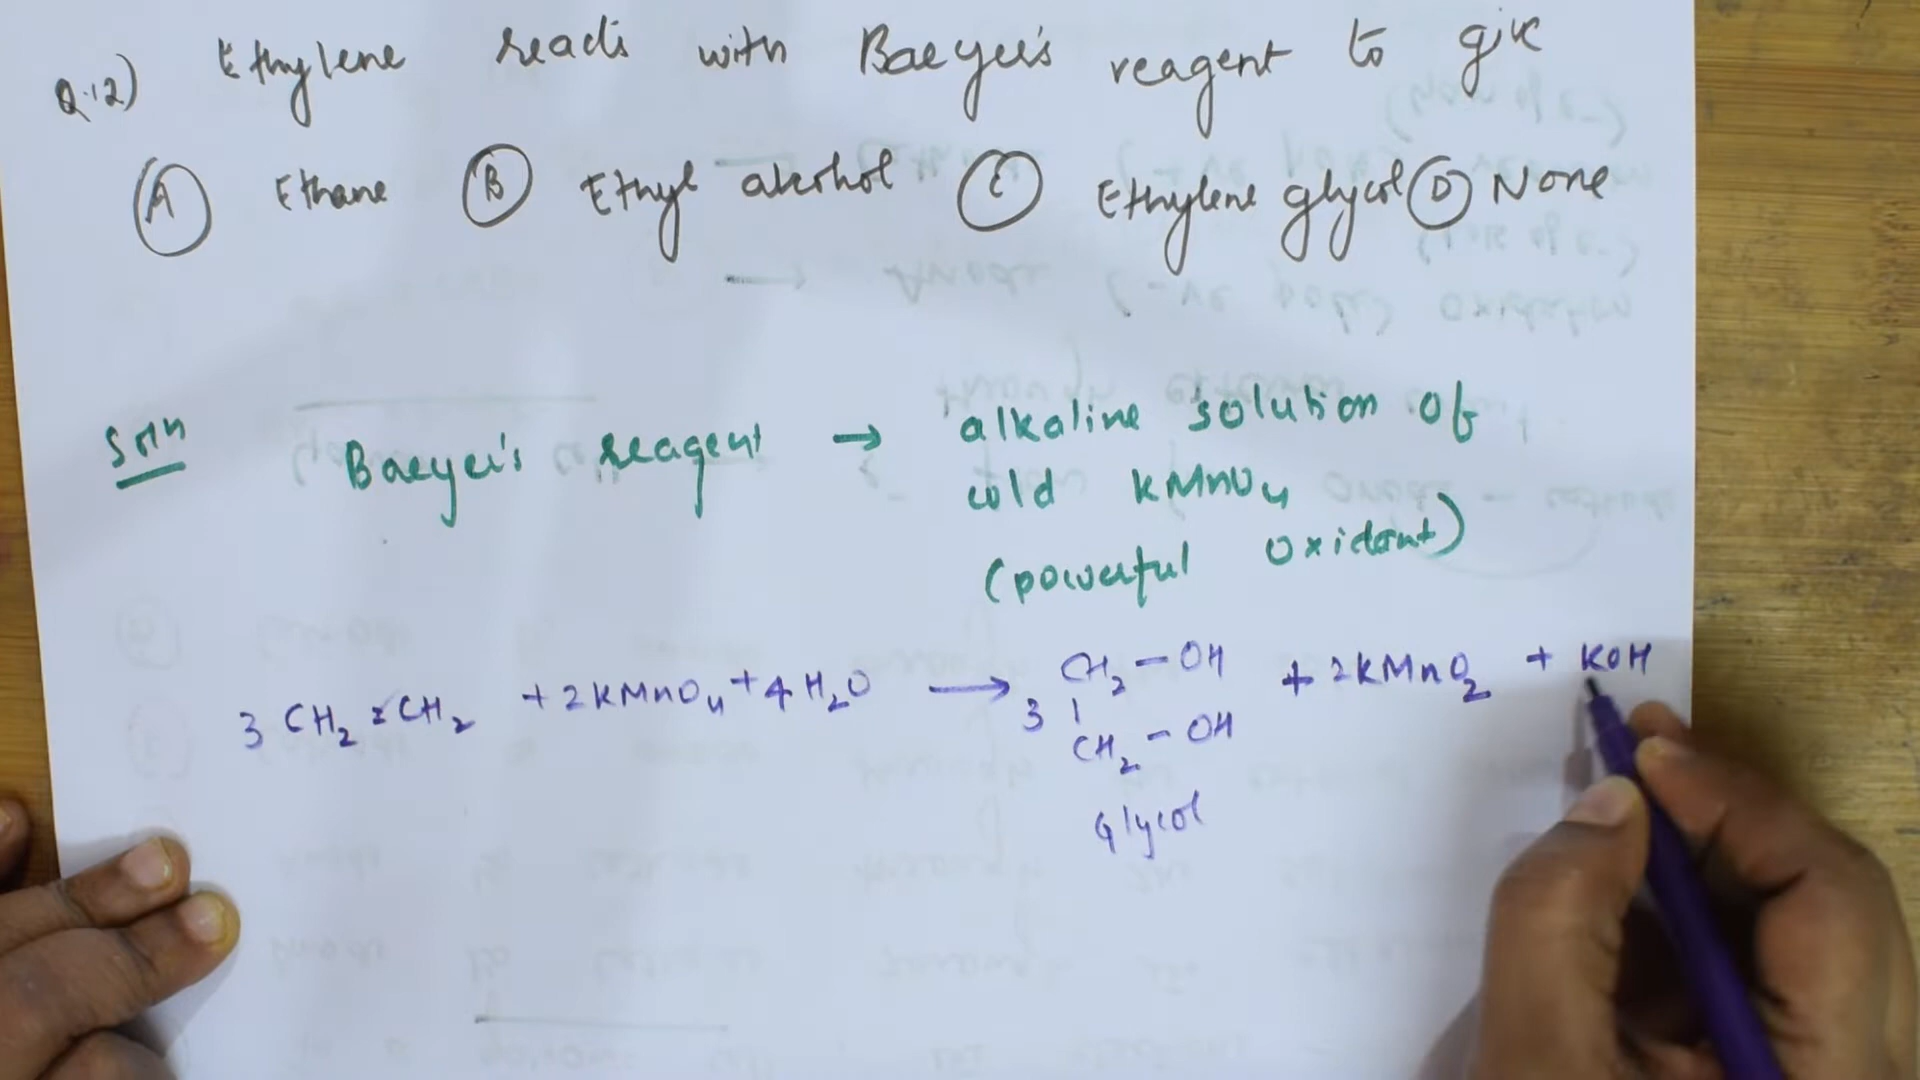 Q.12) Ethylene reacts with Baeyer's reagent to give
(A) Ethane (B) Ethyl alcohol (C) Ethylene glycol (D) None
Soln
Baeyer's reagent → alkaline solution of
cold KMnO4
(powerful oxidant)
3 CH2=CH2 + 2KMnO4 + 4H2O → 3 CH2-OH + 2KMnO2 + KOH
|
CH2-OH
Glycol